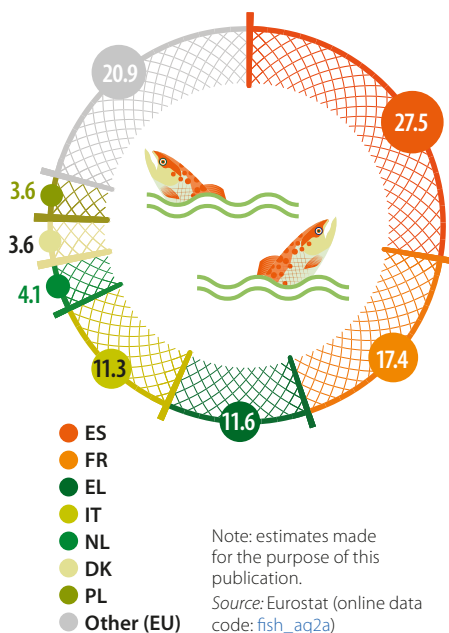 20.9
27.5
3.6
3.6
4.1
17.4
11.3
11.6
ES
FR
EL
IT
NL
DK
PL
Other (EU)
Note: estimates made
for the purpose of this
publication.
Source: Eurostat (online data
code: fish_aq2a)